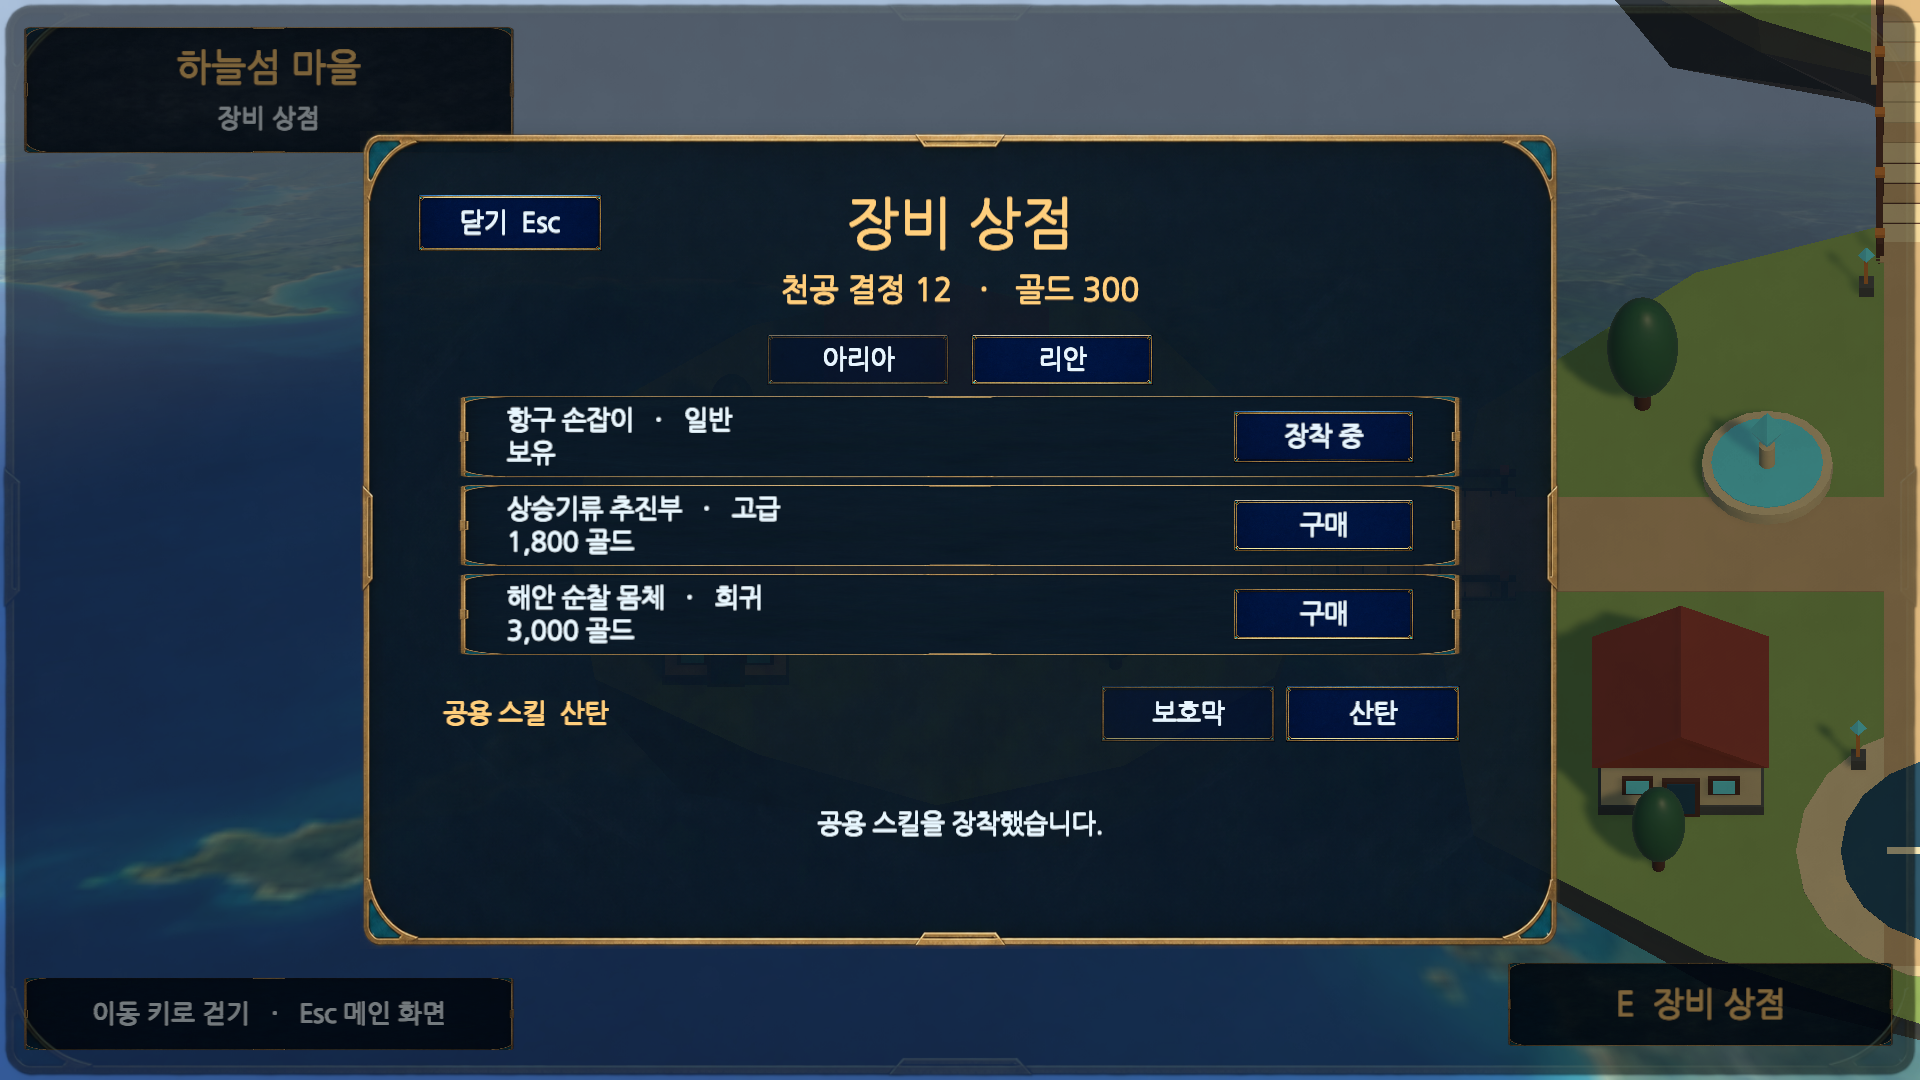 하늘섬 마을
장비 상점
닫기 Esc
장비 상점
천공 결정 12 · 골드 300
아리아
리안
항구 손잡이 · 일반
보유
장착 중
상승기류 추진부 · 고급
1,800 골드
구매
해안 순찰 몸체 · 희귀
3,000 골드
구매
공용 스킬 산탄
보호막
산탄
공용 스킬을 장착했습니다.
이동 키로 걷기 · Esc 메인 화면
E 장비 상점